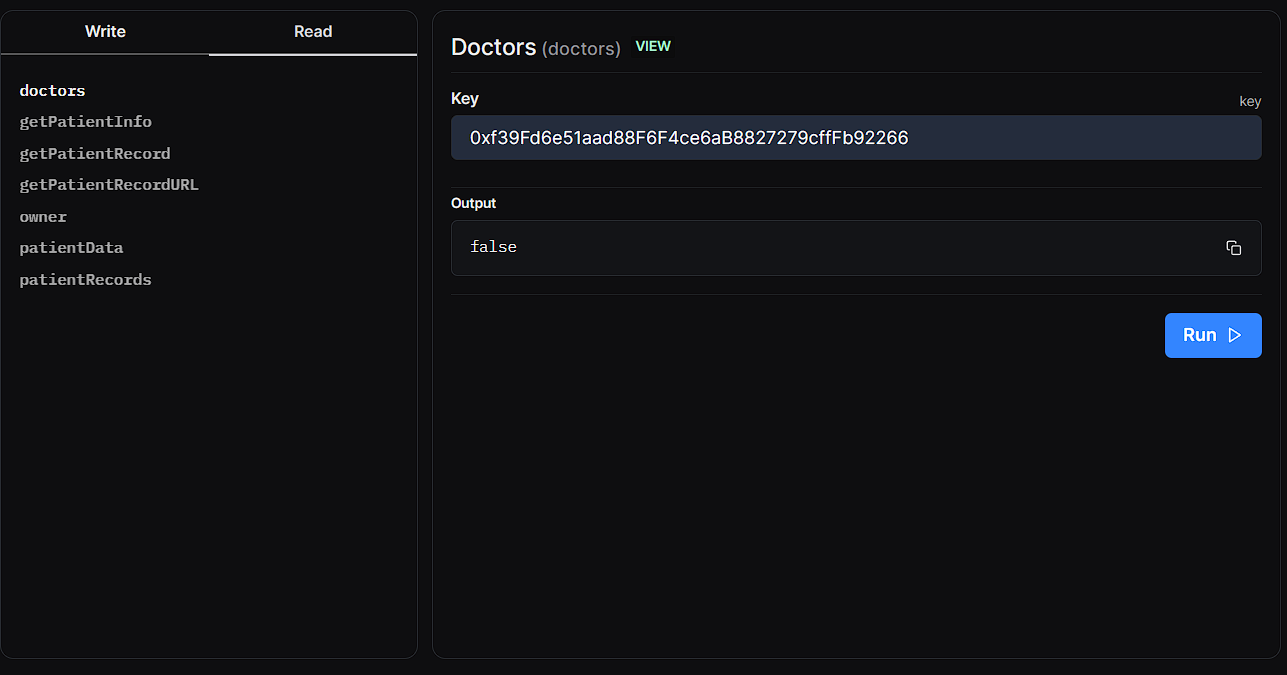 Write Read
doctors
getPatientInfo
getPatientRecord
getPatientRecordURL
owner
patientData
patientRecords
Doctors (doctors) VIEW
Key key
0xf39Fd6e51aad88F6F4ce6aB8827279cffFb92266
Output
false
Run